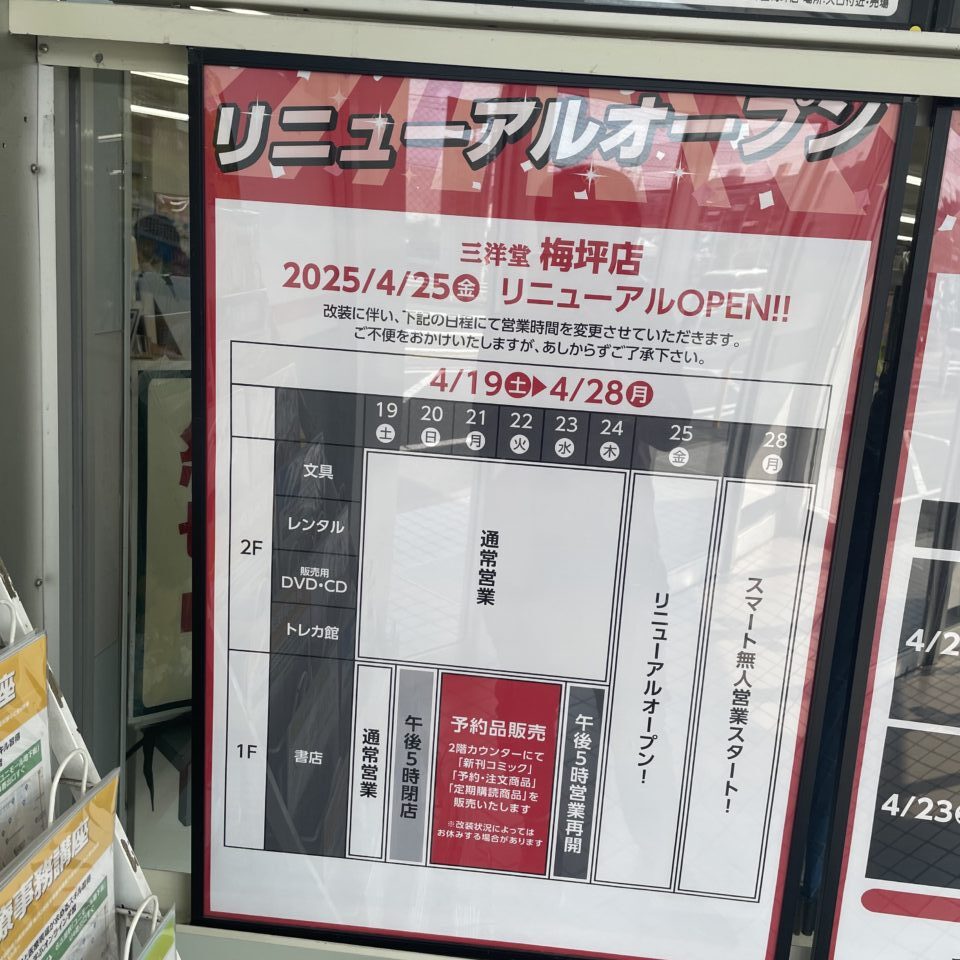 リニューアルオープン
三洋堂 梅坪店
2025/4/25金 リニューアルOPEN!!
改装に伴い、下記の日程にて営業時間を変更させていただきます。
ご不便をおかけいたしますが、あしからずご了承下さい。
4/19土▶4/28月
19 20 21 22 23 24 25 28
土 日 月 火 水 木 金 月
2F
文具
レンタル
販売用
DVD・CD
トレカ館
通常営業
1F
書店
通常営業
午後5時閉店
予約品販売
2階カウンターにて
「新刊コミック」
「予約・注文商品」
「定期購読商品」を
販売いたします
※改装状況によっては
お休みする場合があります
午後5時営業再開
リニューアルオープン!
スマート無人営業スタート!
4/2
4/23
座
事務講座